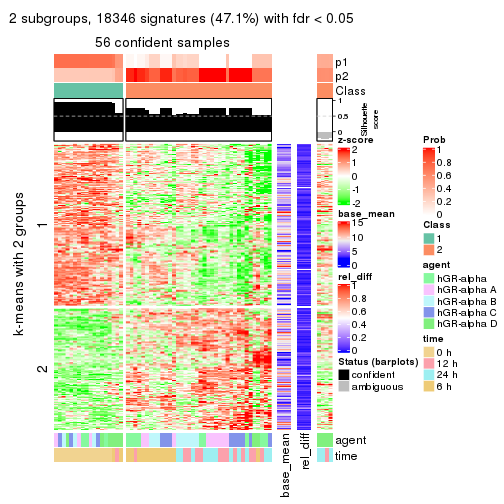 2 subgroups, 18346 signatures (47.1%) with fdr < 0.05
56 confident samples
p1
p2
Class
1
0.5
0
Silhouette
score
k-means with 2 groups
1
2
agent
time
base_mean
rel_diff
z-score
2
1
0
-1
-2
base_mean
15
10
5
0
rel_diff
1
0.8
0.6
0.4
0.2
0
Status (barplots)
confident
ambiguous
Prob
1
0.8
0.6
0.4
0.2
0
Class
1
2
agent
hGR-alpha
hGR-alpha A
hGR-alpha B
hGR-alpha C
hGR-alpha D
time
0 h
12 h
24 h
6 h